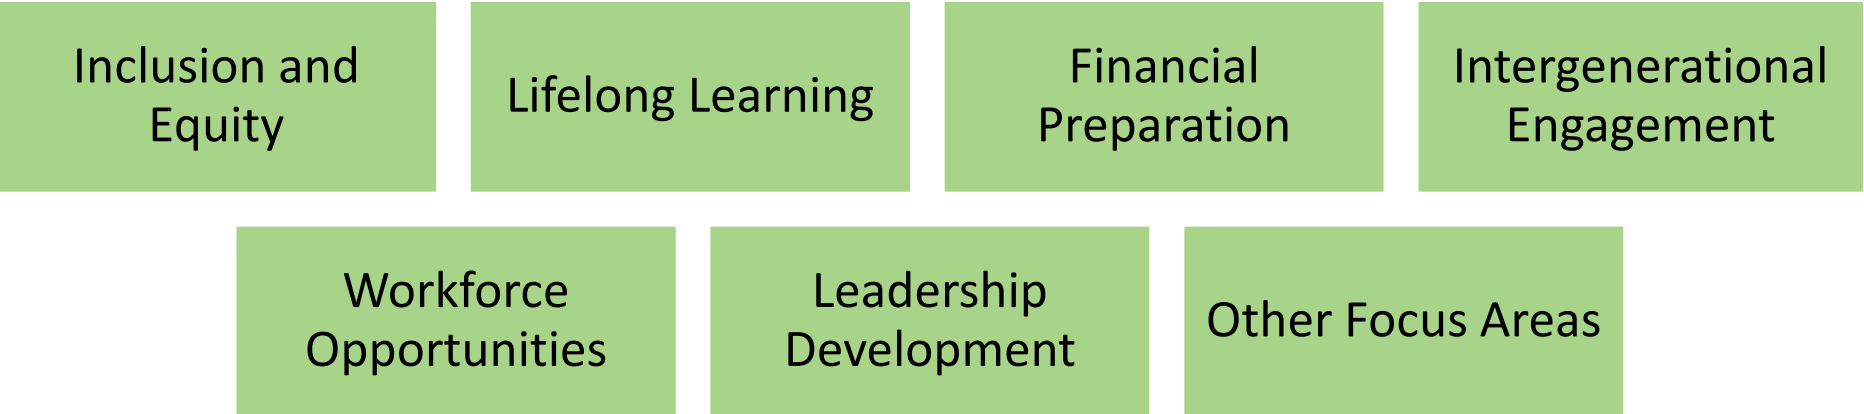 Inclusion and
Equity
Lifelong Learning
Financial
Preparation
Intergenerational
Engagement
Workforce
Opportunities
Leadership
Development
Other Focus Areas